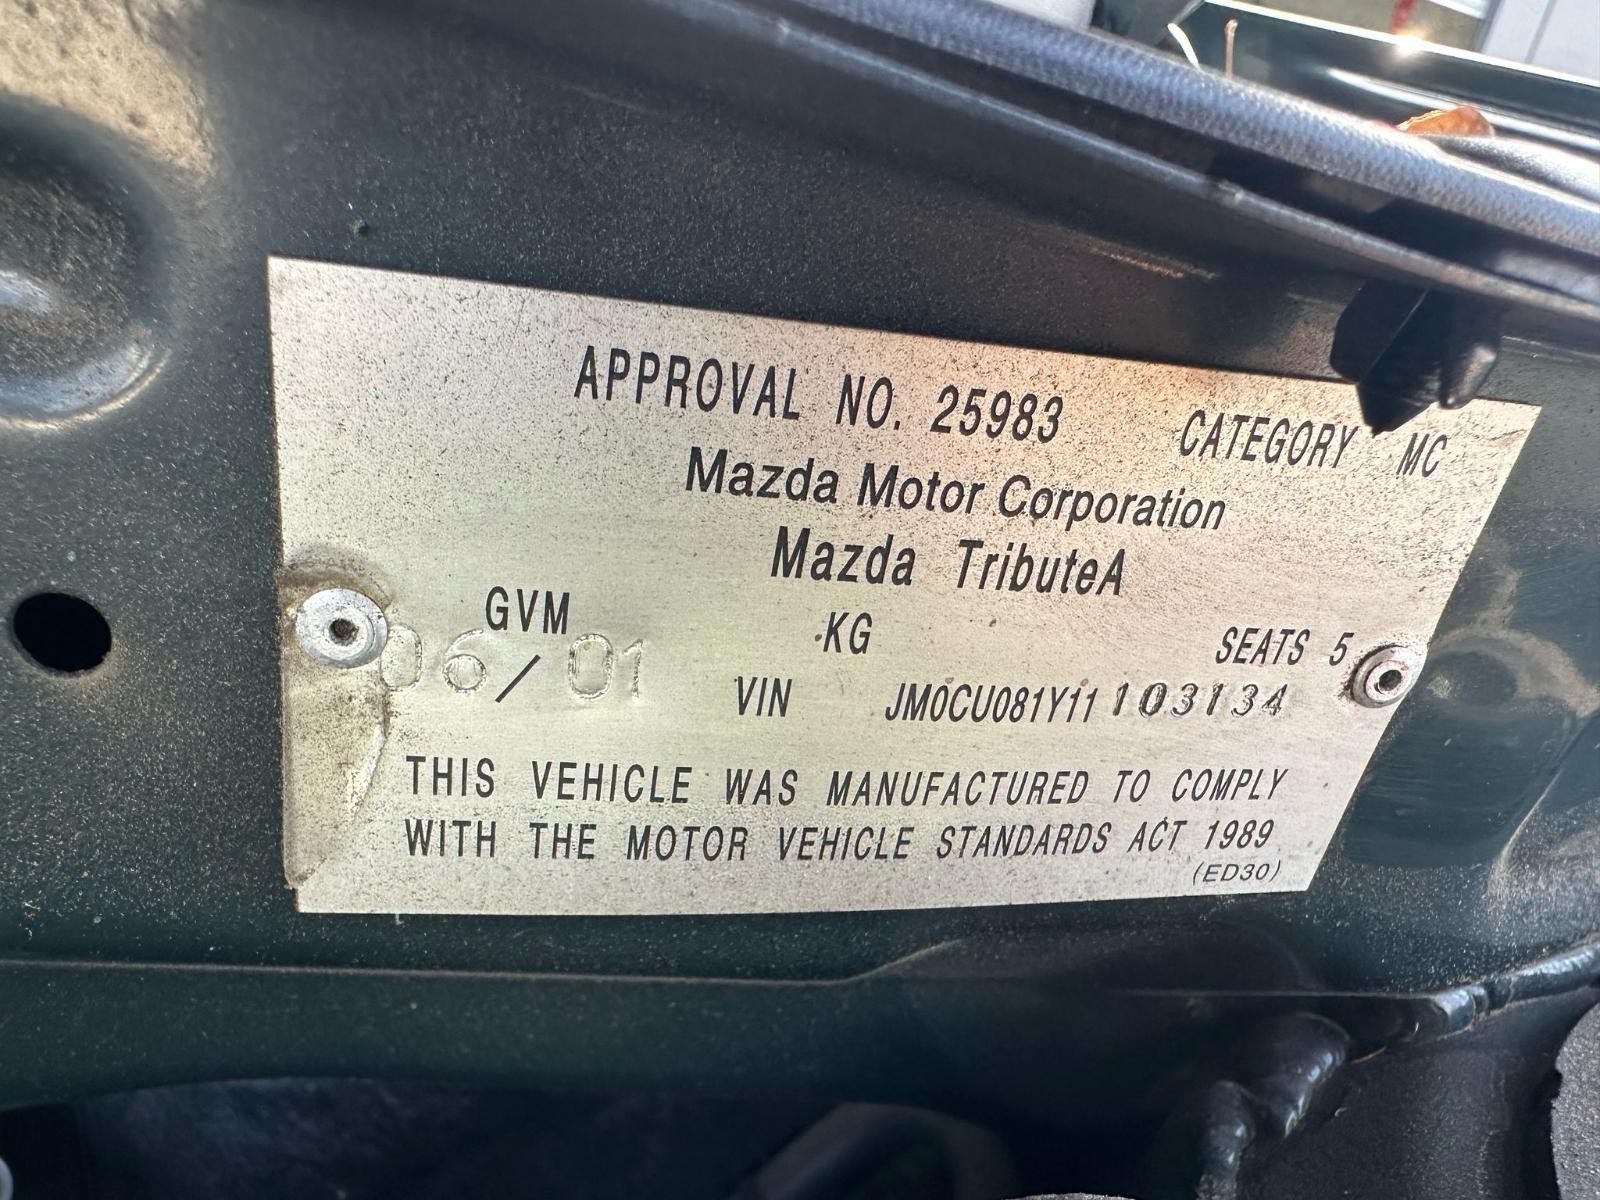 APPROVAL NO. 25983 CATEGORY MC
Mazda Motor Corporation
Mazda TributeA
GVM KG SEATS 5
06/01 VIN JM0CU081Y11103134
THIS VEHICLE WAS MANUFACTURED TO COMPLY
WITH THE MOTOR VEHICLE STANDARDS ACT 1989
(ED30)